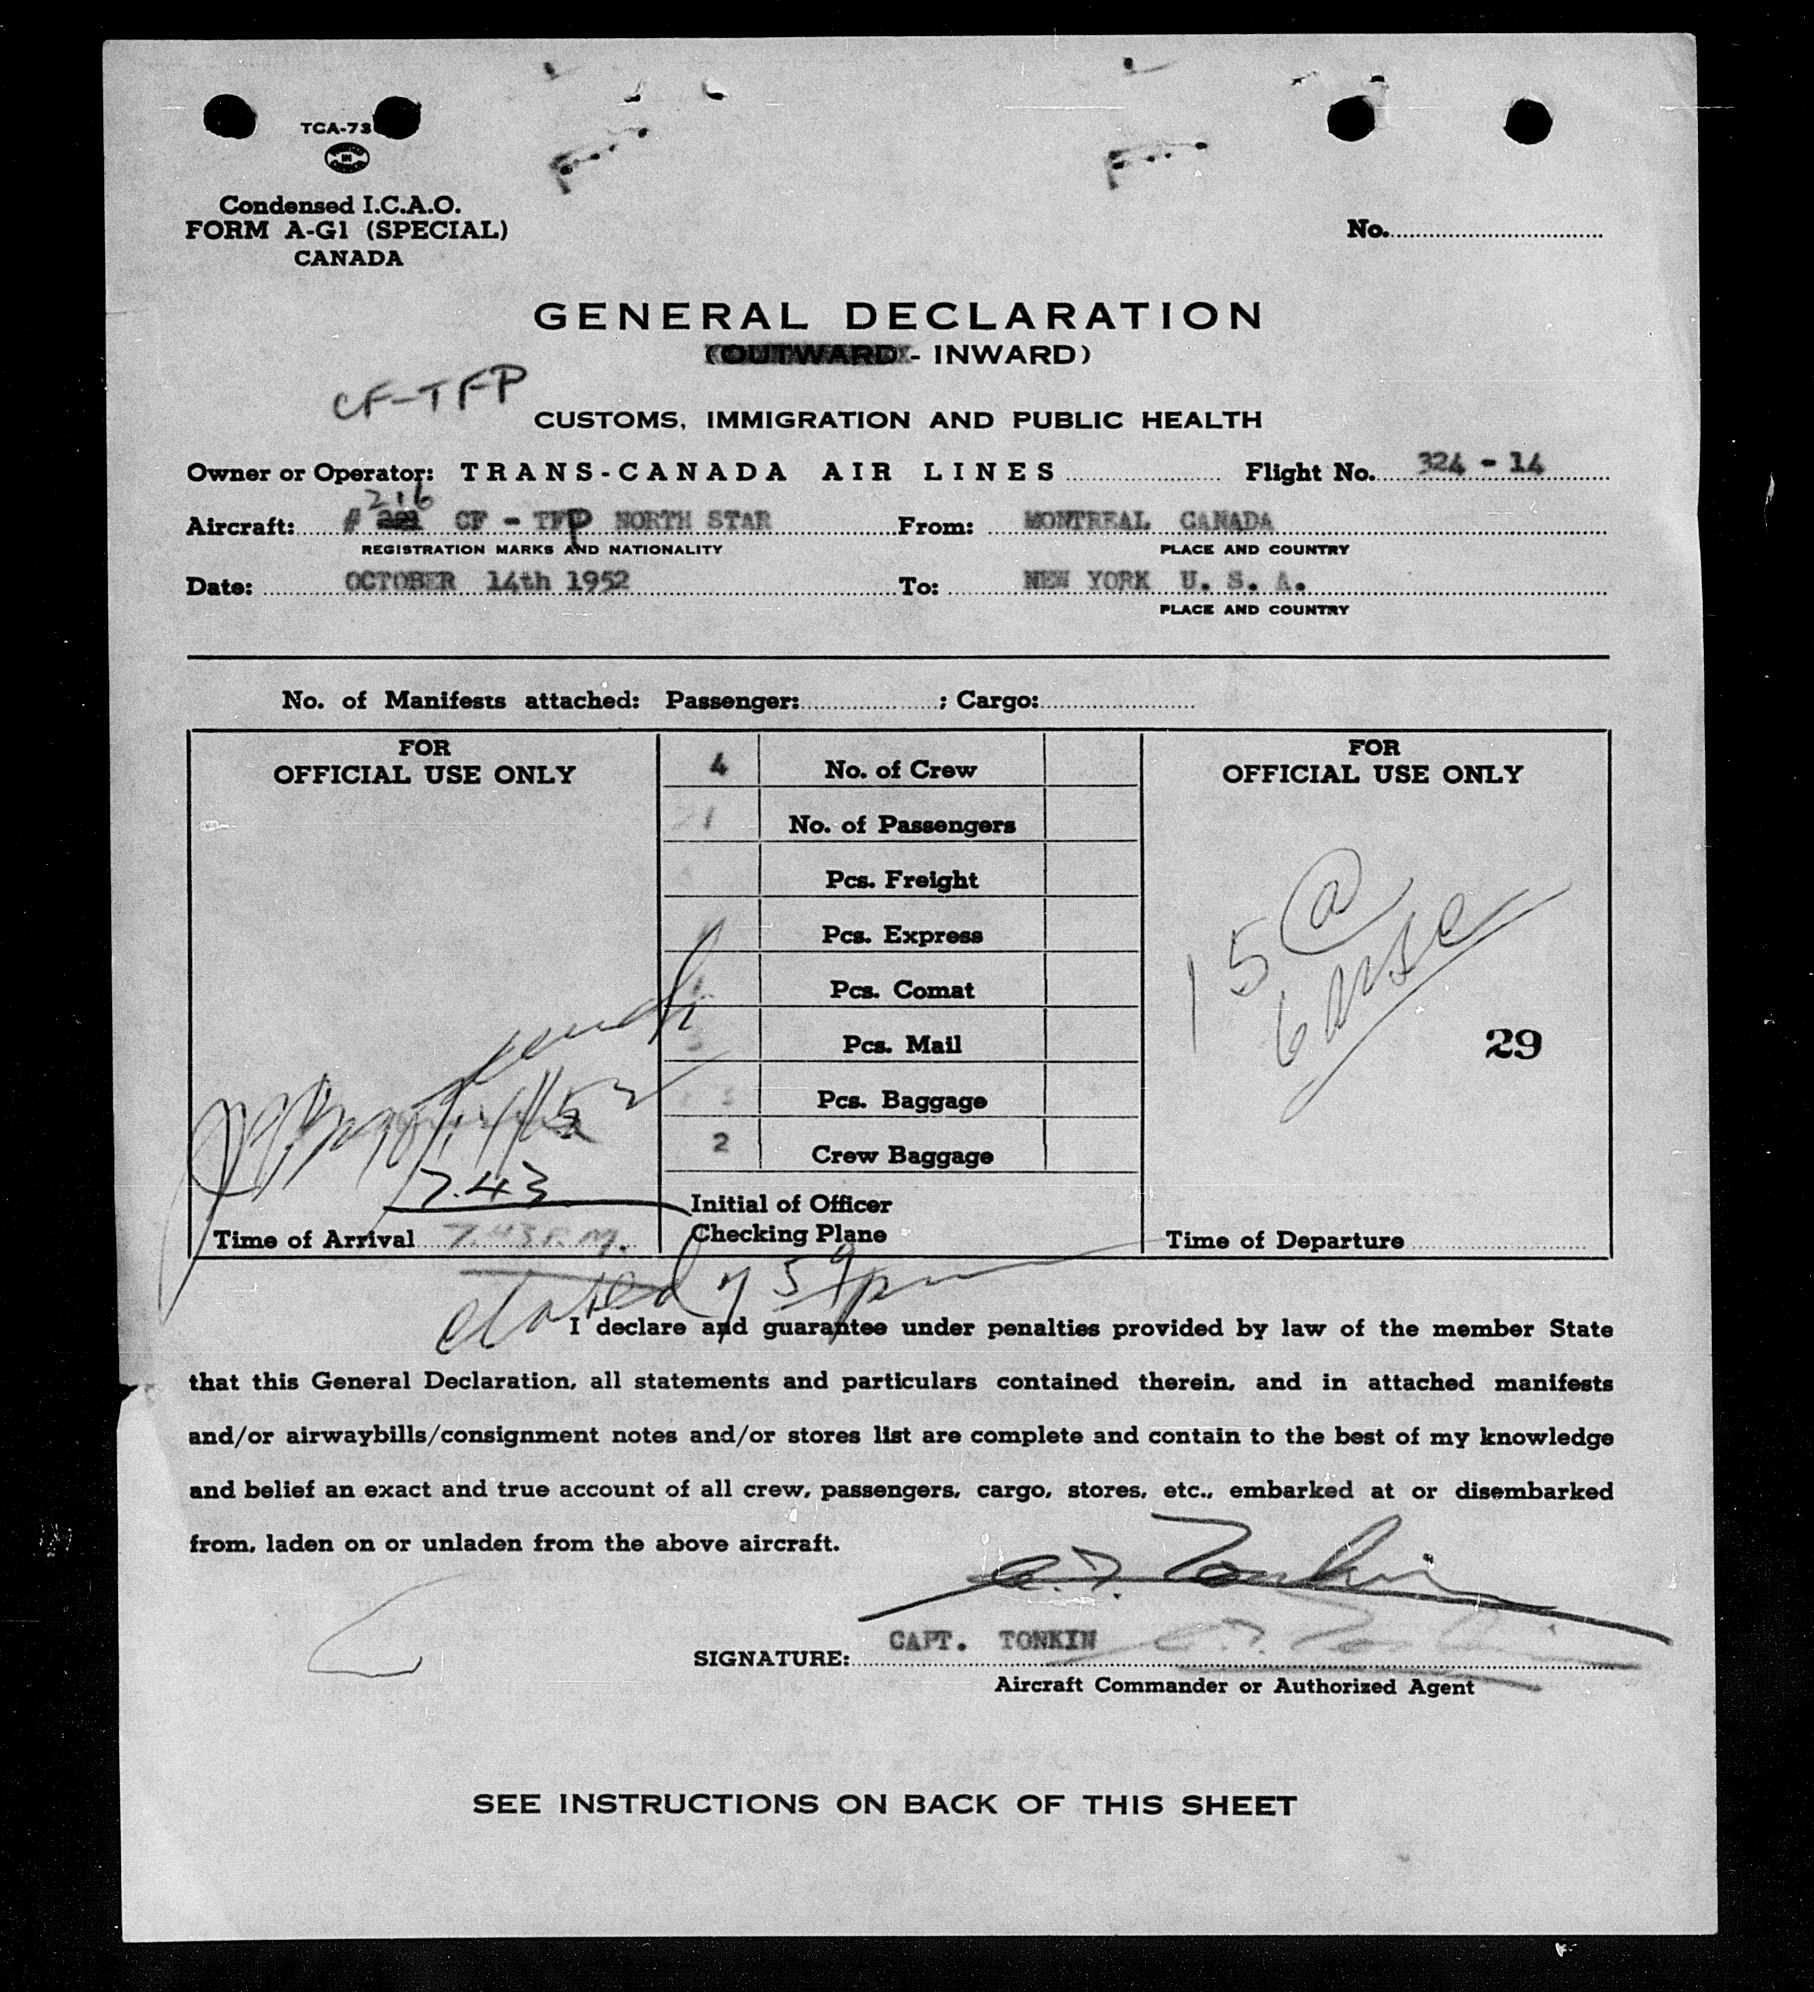 TCA-73
Condensed I.C.A.O.
FORM A-G1 (SPECIAL)
CANADA
No.
GENERAL DECLARATION
(OUTWARD - INWARD)
CF-TFP
CUSTOMS, IMMIGRATION AND PUBLIC HEALTH
Owner or Operator: TRANS-CANADA AIR LINES Flight No. 324 - 14
216
Aircraft: # 221 CF - TFP NORTH STAR From: MONTREAL CANADA
REGISTRATION MARKS AND NATIONALITY PLACE AND COUNTRY
Date: OCTOBER 14th 1952 To: NEW YORK U. S. A.
PLACE AND COUNTRY
No. of Manifests attached: Passenger: ; Cargo:
FOR
OFFICIAL USE ONLY
4 No. of Crew
21 No. of Passengers
Pcs. Freight
Pcs. Express
Pcs. Comat
Pcs. Mail
Pcs. Baggage
2 Crew Baggage
Initial of Officer
Checking Plane
7.43
Time of Arrival 7.43 P.M.
FOR
OFFICIAL USE ONLY
15 @
29
Time of Departure
7 59 pm
I declare and guarantee under penalties provided by law of the member State
that this General Declaration, all statements and particulars contained therein, and in attached manifests
and/or airwaybills/consignment notes and/or stores list are complete and contain to the best of my knowledge
and belief an exact and true account of all crew, passengers, cargo, stores, etc., embarked at or disembarked
from, laden on or unladen from the above aircraft.
A.T. Tonkin
SIGNATURE: CAPT. TONKIN
Aircraft Commander or Authorized Agent
SEE INSTRUCTIONS ON BACK OF THIS SHEET